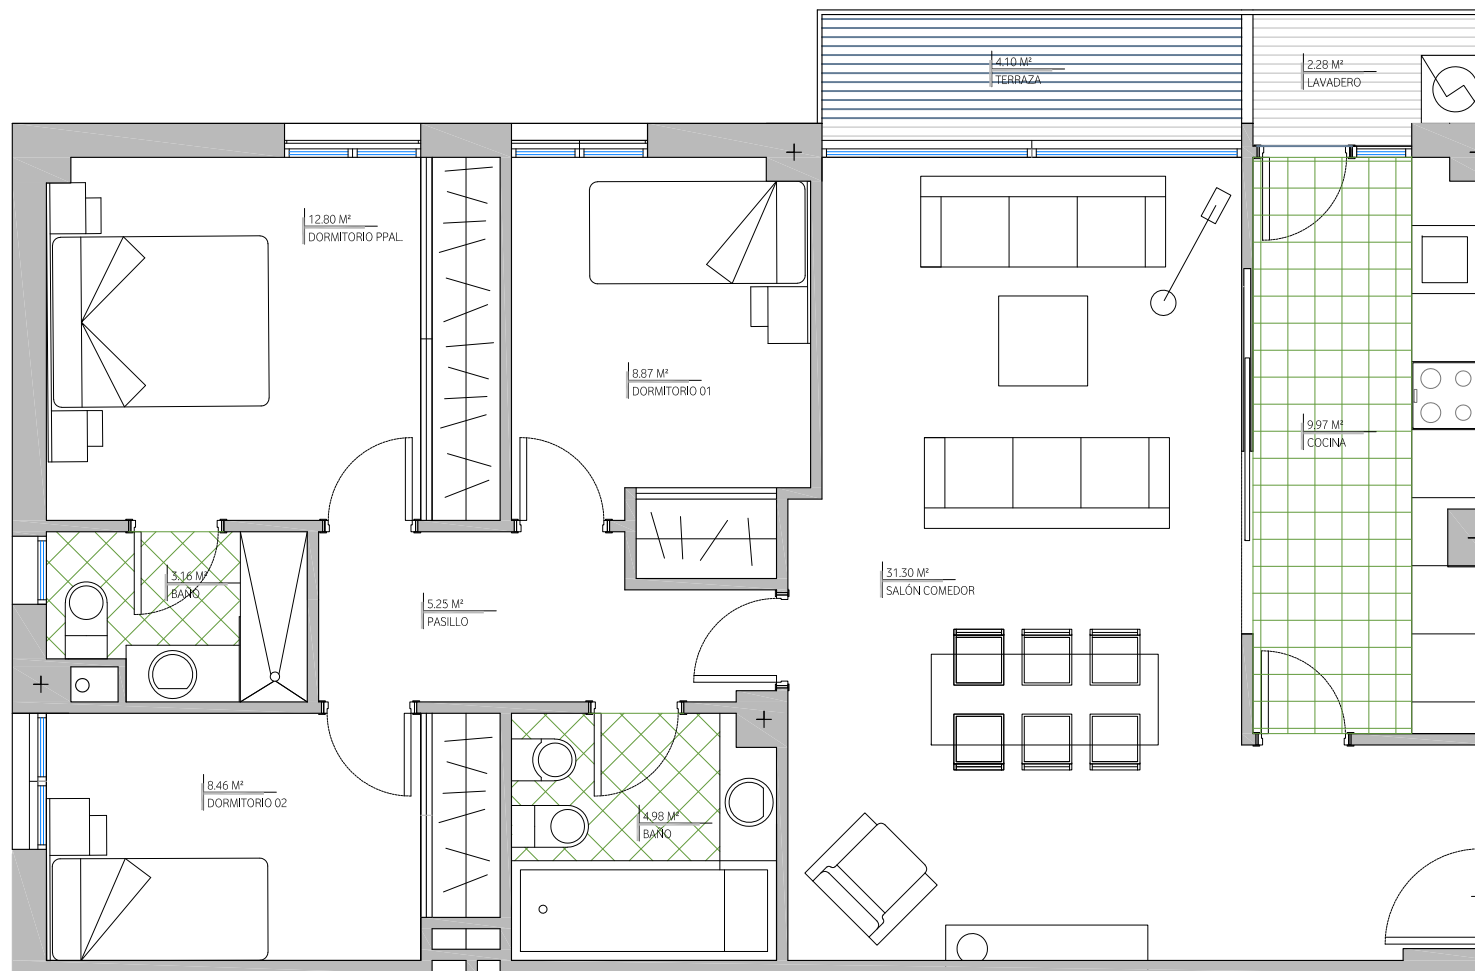 4.10 M²
TERRAZA
2.28 M²
LAVADERO
12.80 M²
DORMITORIO PPAL.
8.87 M²
DORMITORIO 01
9.97 M²
COCINA
3.16 M²
BAÑO
5.25 M²
PASILLO
31.30 M²
SALÓN COMEDOR
8.46 M²
DORMITORIO 02
4.98 M²
BAÑO